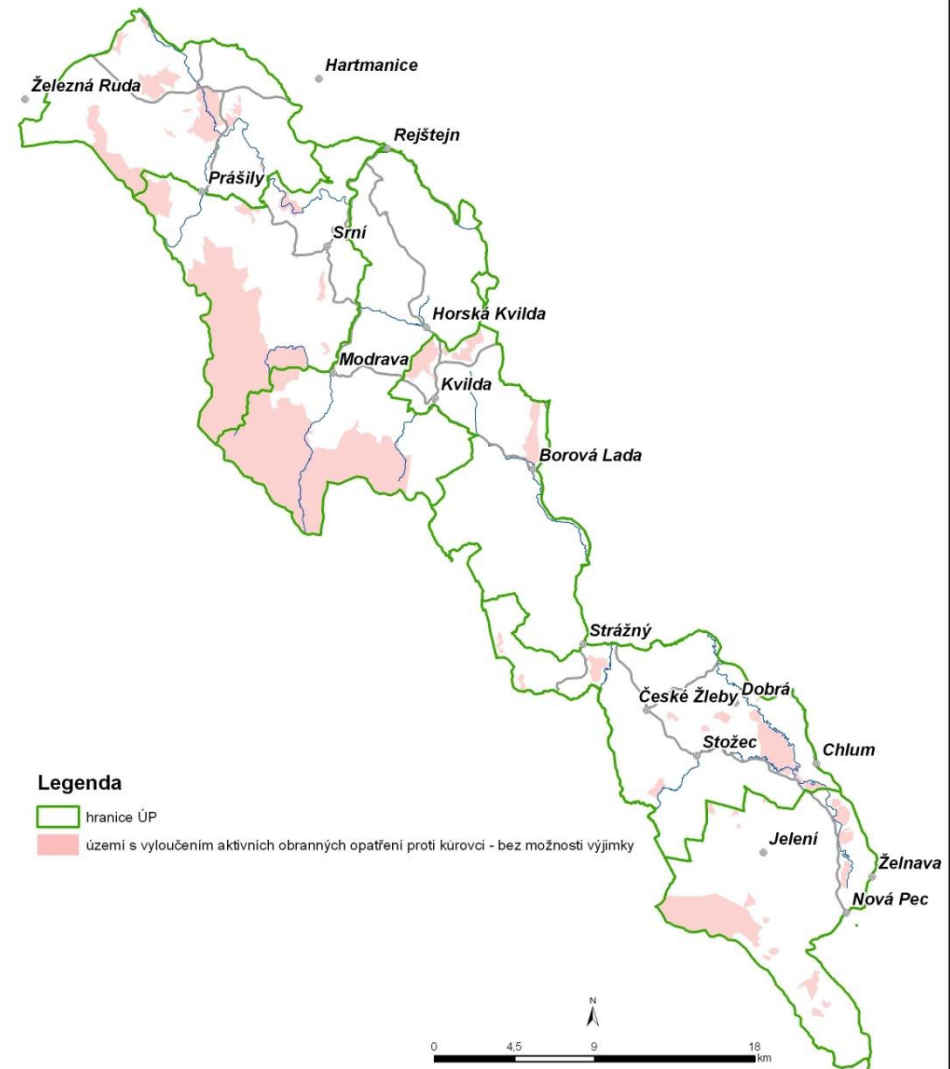 Hartmanice
Železná Ruda
Rejštejn
Prášily
Srní
Horská Kvilda
Modrava
Kvilda
Borová Lada
Strážný
České Žleby
Dobrá
Stožec
Chlum
Legenda
hranice ÚP
území s vyloučením aktivních obranných opatření proti kúrovci - bez možnosti výjimky
Jelení
Želnava
Nová Pec
N
0 4,5 9 18
km